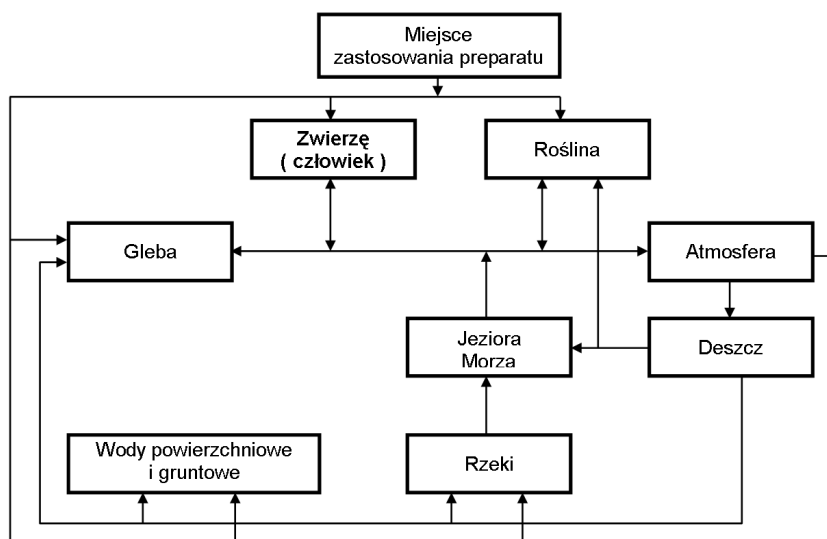 Miejsce
zastosowania preparatu
Zwierzę
( człowiek )
Roślina
Gleba
Atmosfera
Jeziora
Morza
Deszcz
Wody powierzchniowe
i gruntowe
Rzeki